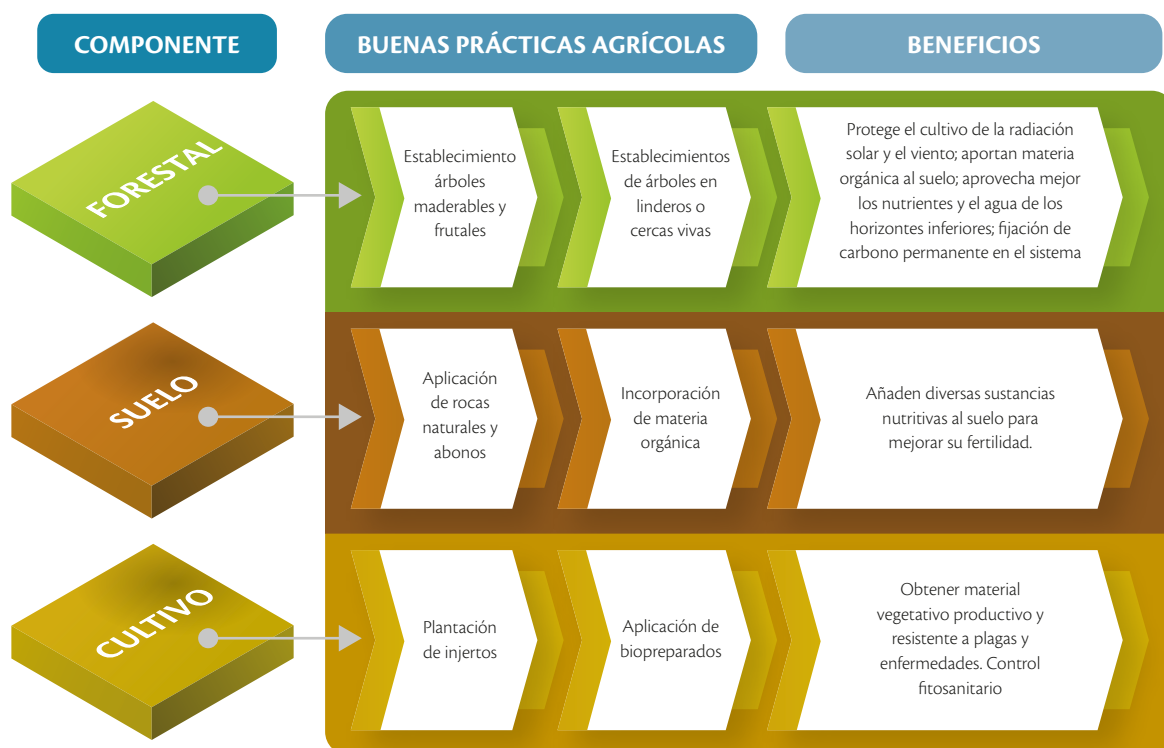 COMPONENTE
BUENAS PRÁCTICAS AGRÍCOLAS
BENEFICIOS
FORESTAL
Establecimiento
árboles
maderables y
frutales
Establecimientos
de árboles en
linderos o
cercas vivas
Protege el cultivo de la radiación
solar y el viento; aportan materia
orgánica al suelo; aprovecha mejor
los nutrientes y el agua de los
horizontes inferiores; fijación de
carbono permanente en el sistema
SUELO
Aplicación
de rocas
naturales y
abonos
Incorporación
de materia
orgánica
Añaden diversas sustancias
nutritivas al suelo para
mejorar su fertilidad.
CULTIVO
Plantación
de injertos
Aplicación de
biopreparados
Obtener material
vegetativo productivo y
resistente a plagas y
enfermedades. Control
fitosanitario